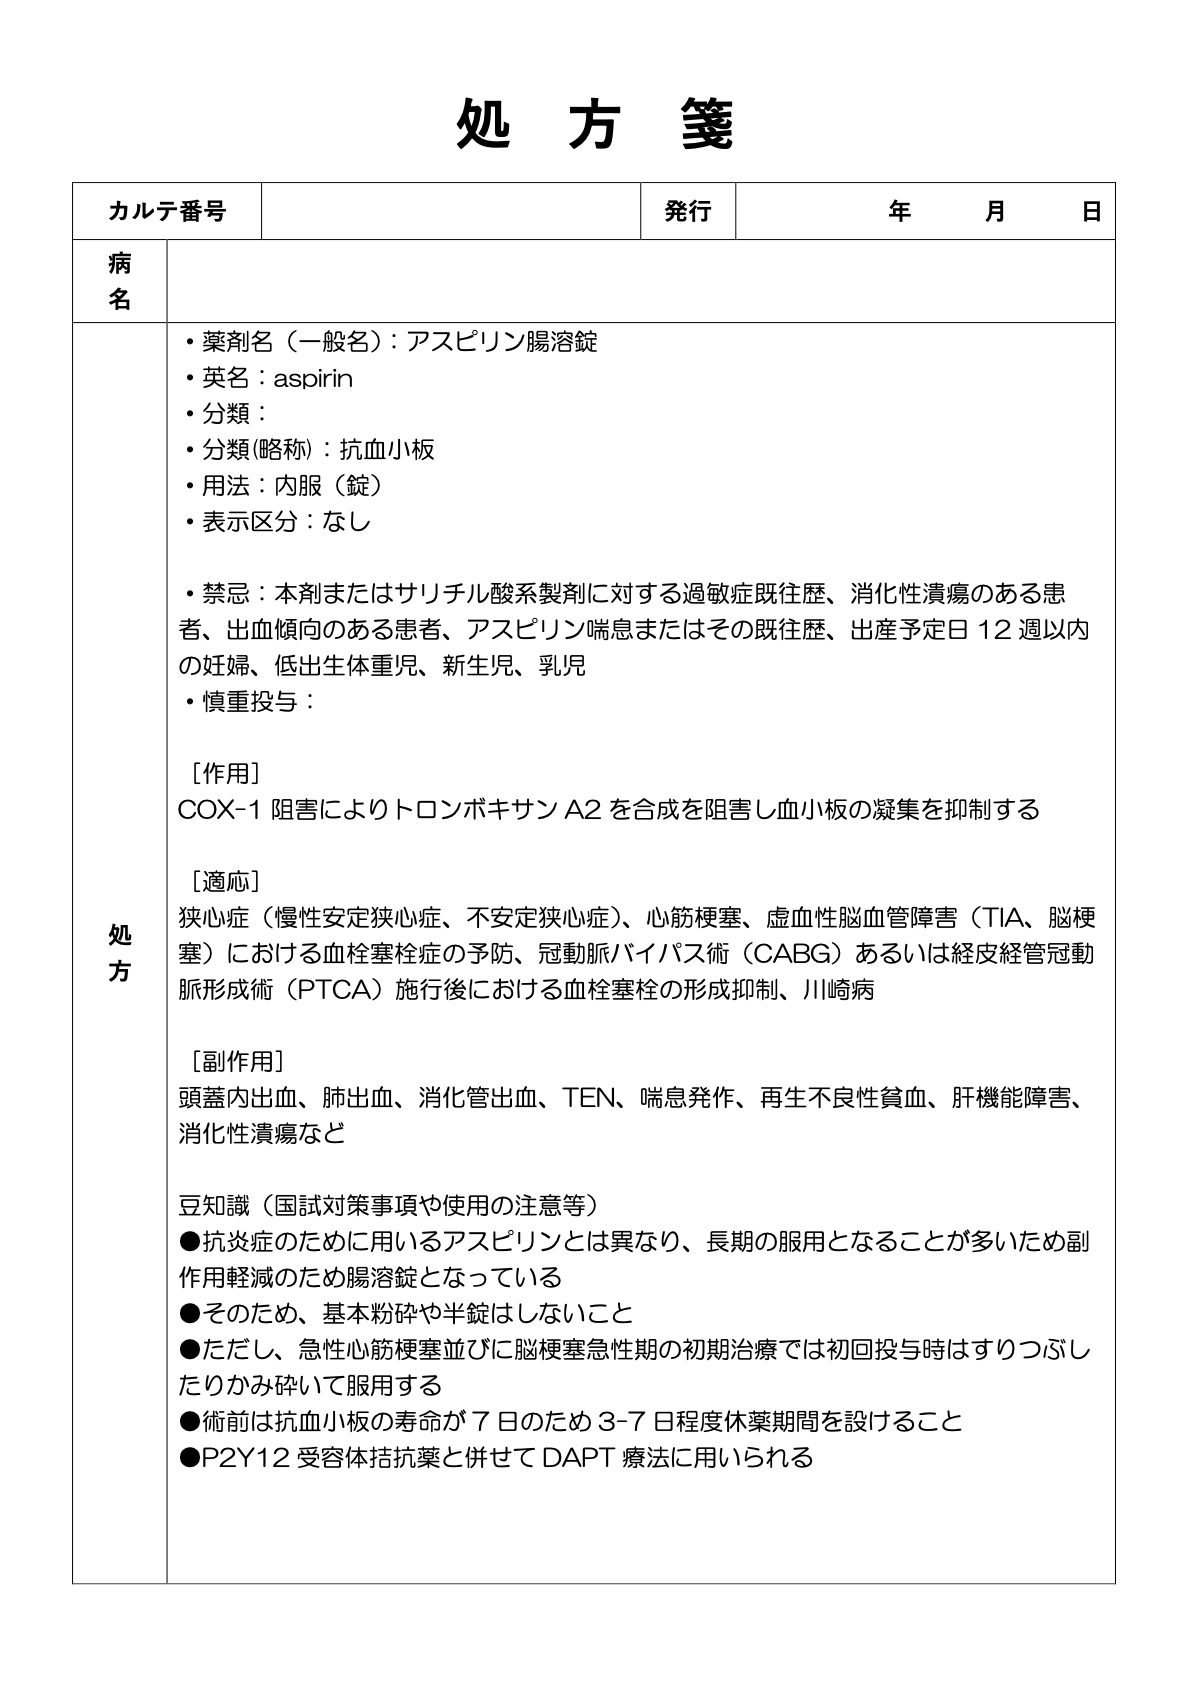 処 方 箋
カルテ番号 発行 年 月 日
病
名
・薬剤名（一般名）：アスピリン腸溶錠
・英名：aspirin
・分類：
・分類(略称)：抗血小板
・用法：内服（錠）
・表示区分：なし
・禁忌：本剤またはサリチル酸系製剤に対する過敏症既往歴、消化性潰瘍のある患
者、出血傾向のある患者、アスピリン喘息またはその既往歴、出産予定日 12 週以内
の妊婦、低出生体重児、新生児、乳児
・慎重投与：
［作用］
COX-1 阻害によりトロンボキサン A2 を合成を阻害し血小板の凝集を抑制する
［適応］
狭心症（慢性安定狭心症、不安定狭心症）、心筋梗塞、虚血性脳血管障害（TIA、脳梗
塞）における血栓塞栓症の予防、冠動脈バイパス術（CABG）あるいは経皮経管冠動
脈形成術（PTCA）施行後における血栓塞栓の形成抑制、川崎病
処
方
［副作用］
頭蓋内出血、肺出血、消化管出血、TEN、喘息発作、再生不良性貧血、肝機能障害、
消化性潰瘍など
豆知識（国試対策事項や使用の注意等）
●抗炎症のために用いるアスピリンとは異なり、長期の服用となることが多いため副
作用軽減のため腸溶錠となっている
●そのため、基本粉砕や半錠はしないこと
●ただし、急性心筋梗塞並びに脳梗塞急性期の初期治療では初回投与時はすりつぶし
たりかみ砕いて服用する
●術前は抗血小板の寿命が 7 日のため 3-7 日程度休薬期間を設けること
●P2Y12 受容体拮抗薬と併せて DAPT 療法に用いられる